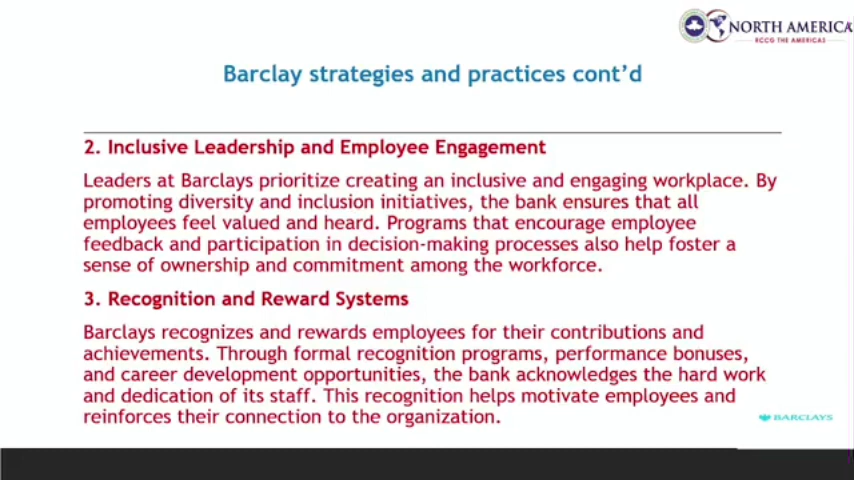 NORTH AMERICA
RCCG THE AMERICAS
Barclay strategies and practices cont’d
2. Inclusive Leadership and Employee Engagement
Leaders at Barclays prioritize creating an inclusive and engaging workplace. By
promoting diversity and inclusion initiatives, the bank ensures that all
employees feel valued and heard. Programs that encourage employee
feedback and participation in decision-making processes also help foster a
sense of ownership and commitment among the workforce.
3. Recognition and Reward Systems
Barclays recognizes and rewards employees for their contributions and
achievements. Through formal recognition programs, performance bonuses,
and career development opportunities, the bank acknowledges the hard work
and dedication of its staff. This recognition helps motivate employees and
reinforces their connection to the organization.
BARCLAYS